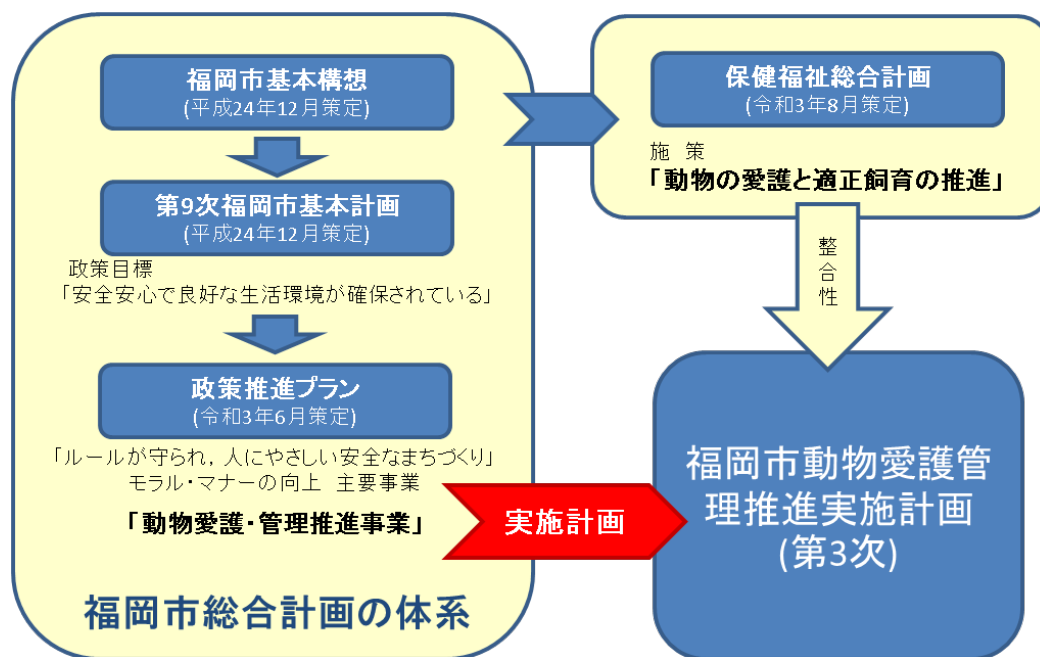 福岡市基本構想
(平成24年12月策定)
第9次福岡市基本計画
(平成24年12月策定)
政策目標
「安全安心で良好な生活環境が確保されている」
政策推進プラン
(令和3年6月策定)
「ルールが守られ，人にやさしい安全なまちづくり」
モラル・マナーの向上　主要事業
「動物愛護・管理推進事業」
福岡市総合計画の体系
保健福祉総合計画
(令和3年8月策定)
施 策
「動物の愛護と適正飼育の推進」
整合性
実施計画
福岡市動物愛護管
理推進実施計画
(第3次)